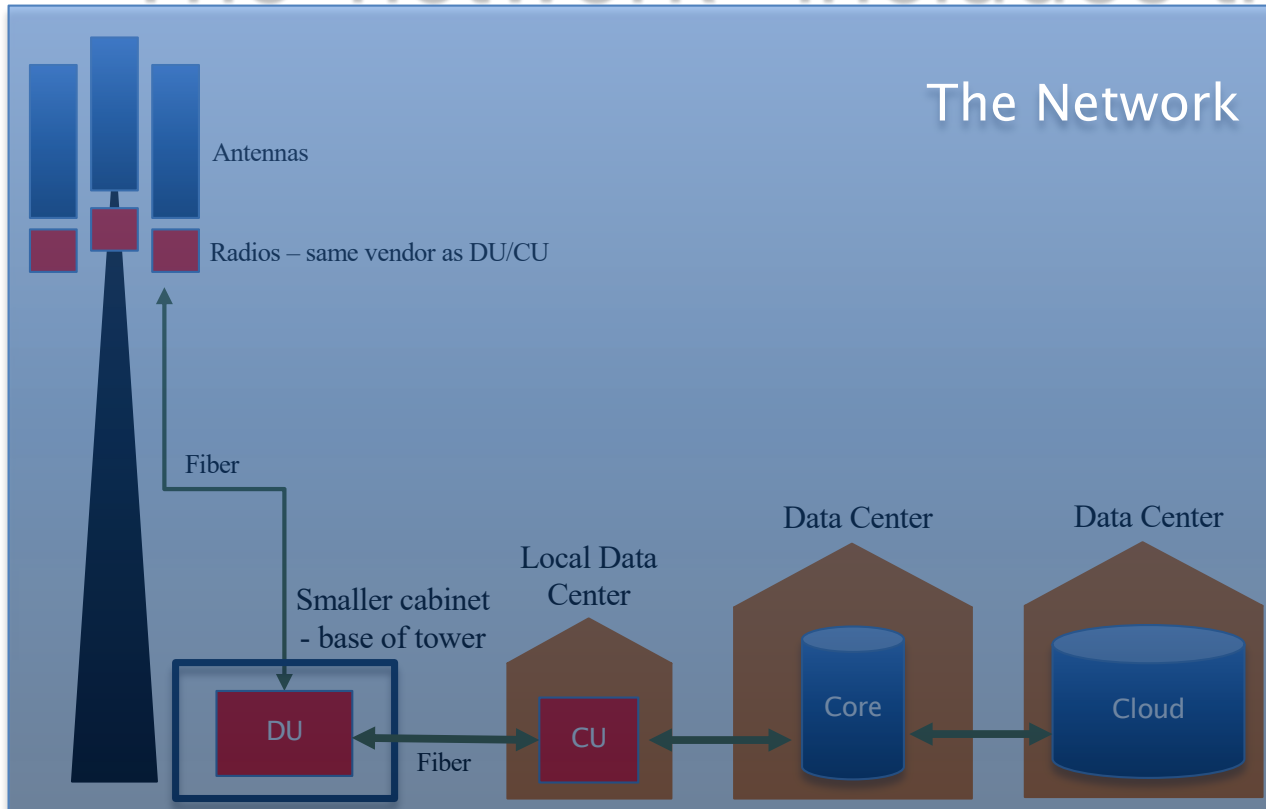 The Network
Antennas
Radios – same vendor as DU/CU
Fiber
Data Center
Data Center
Local Data
Center
Smaller cabinet
- base of tower
DU
Fiber
CU
Core
Cloud